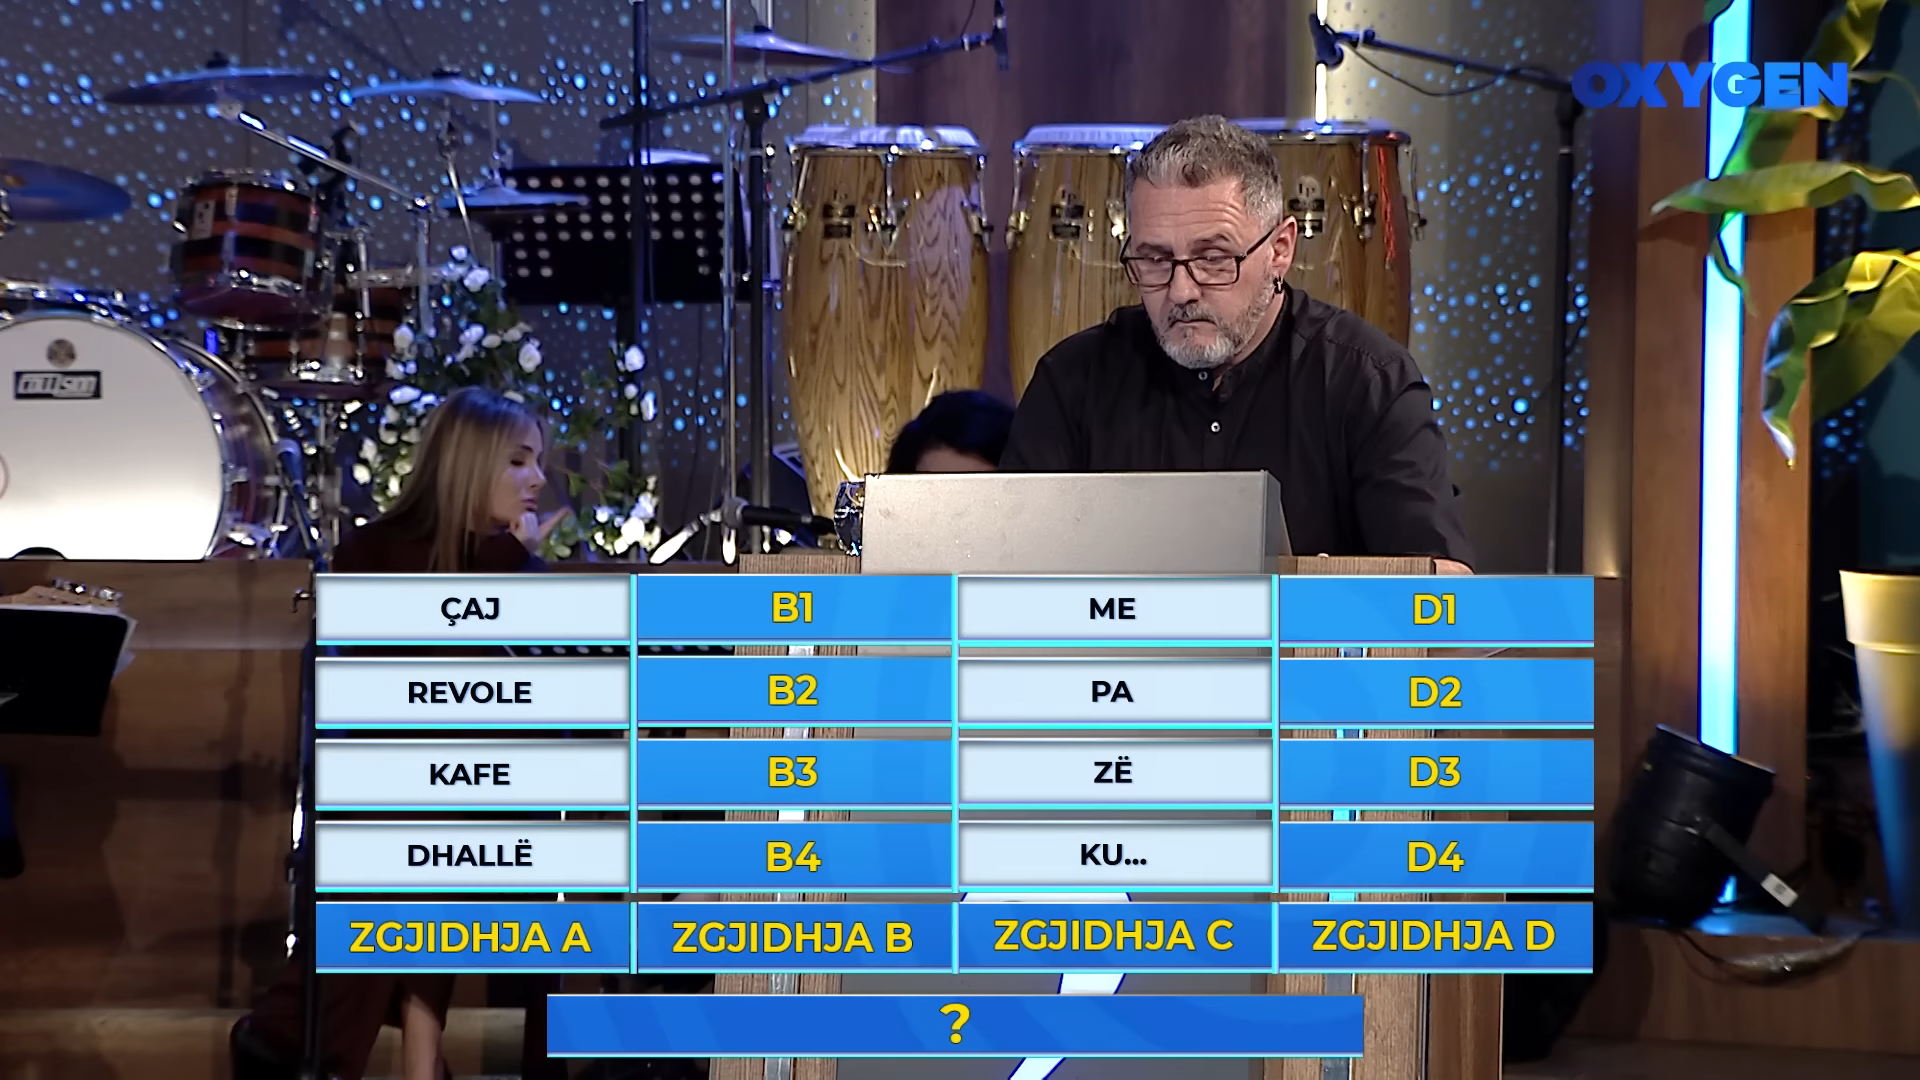 OXYGEN
ÇAJ B1 ME D1
REVOLE B2 PA D2
KAFE B3 ZË D3
DHALLË B4 KU... D4
ZGJIDHJA A ZGJIDHJA B ZGJIDHJA C ZGJIDHJA D
?